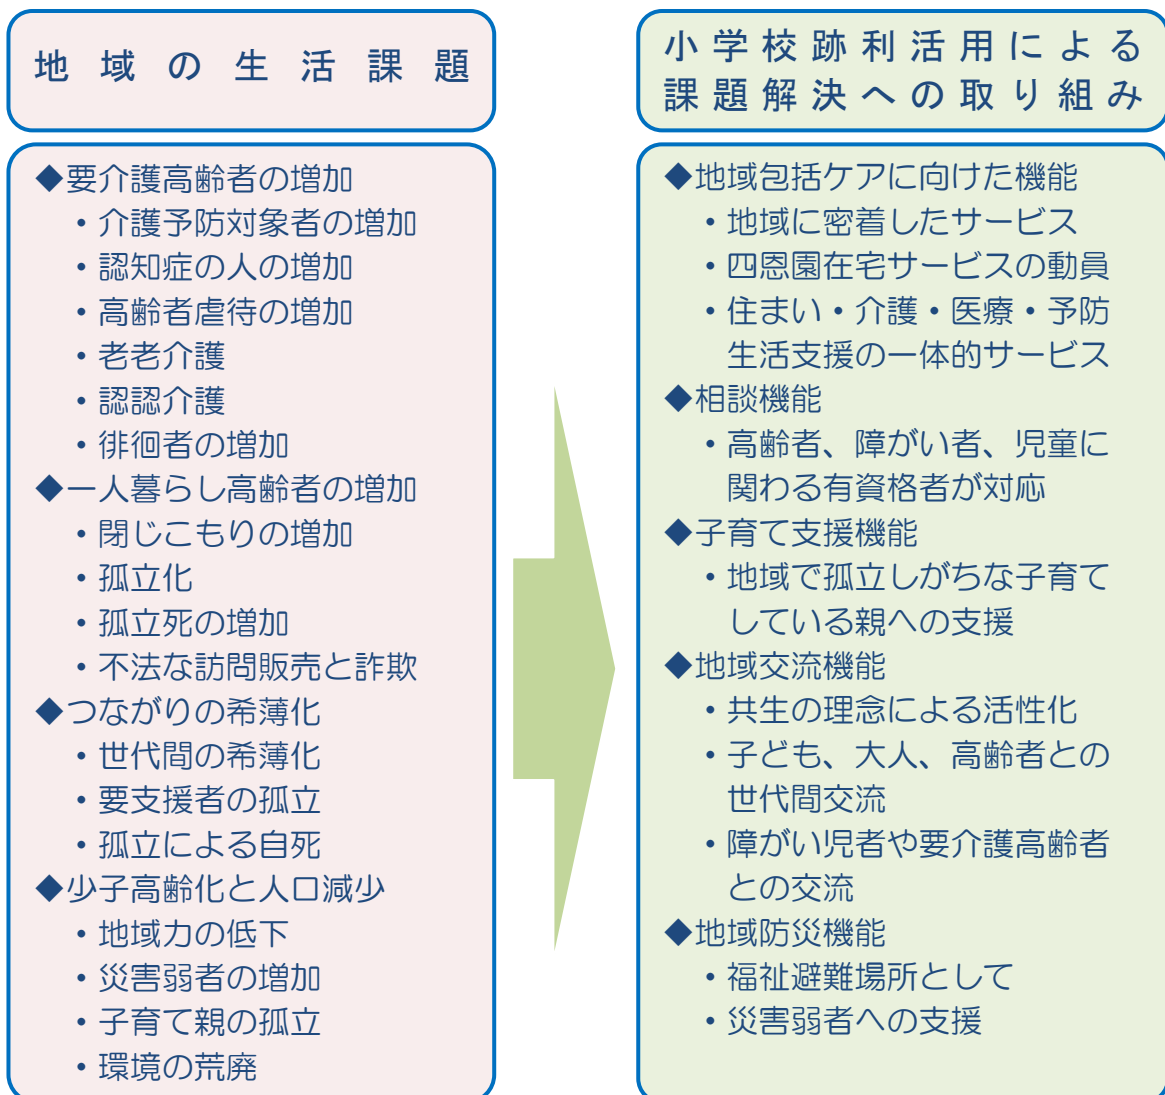 地域の生活課題
◆要介護高齢者の増加
・介護予防対象者の増加
・認知症の人の増加
・高齢者虐待の増加
・老老介護
・認認介護
・徘徊者の増加
◆一人暮らし高齢者の増加
・閉じこもりの増加
・孤立化
・孤立死の増加
・不法な訪問販売と詐欺
◆つながりの希薄化
・世代間の希薄化
・要支援者の孤立
・孤立による自死
◆少子高齢化と人口減少
・地域力の低下
・災害弱者の増加
・子育て親の孤立
・環境の荒廃
小学校跡利活用による
課題解決への取り組み
◆地域包括ケアに向けた機能
・地域に密着したサービス
・四恩園在宅サービスの動員
・住まい・介護・医療・予防
生活支援の一体的サービス
◆相談機能
・高齢者、障がい者、児童に
関わる有資格者が対応
◆子育て支援機能
・地域で孤立しがちな子育て
している親への支援
◆地域交流機能
・共生の理念による活性化
・子ども、大人、高齢者との
世代間交流
・障がい児者や要介護高齢者
との交流
◆地域防災機能
・福祉避難場所として
・災害弱者への支援